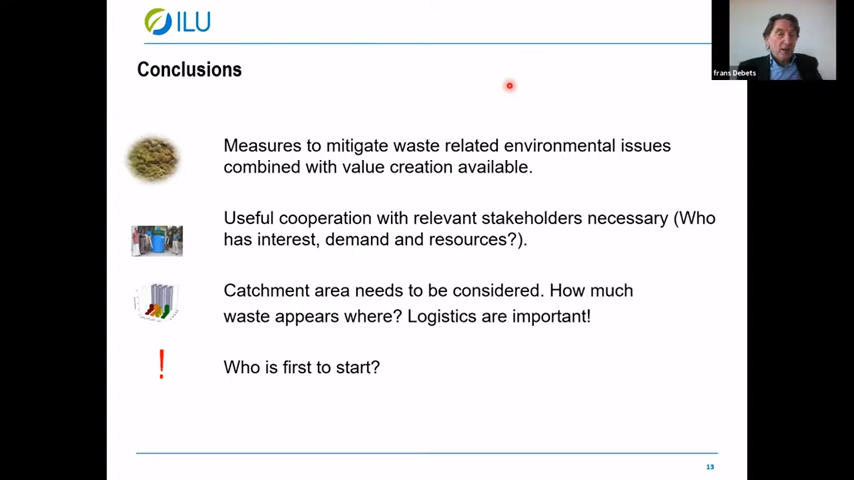 ILU
frans Debets
Conclusions
Measures to mitigate waste related environmental issues
combined with value creation available.
Useful cooperation with relevant stakeholders necessary (Who
has interest, demand and resources?).
Catchment area needs to be considered. How much
waste appears where? Logistics are important!
!
Who is first to start?
13